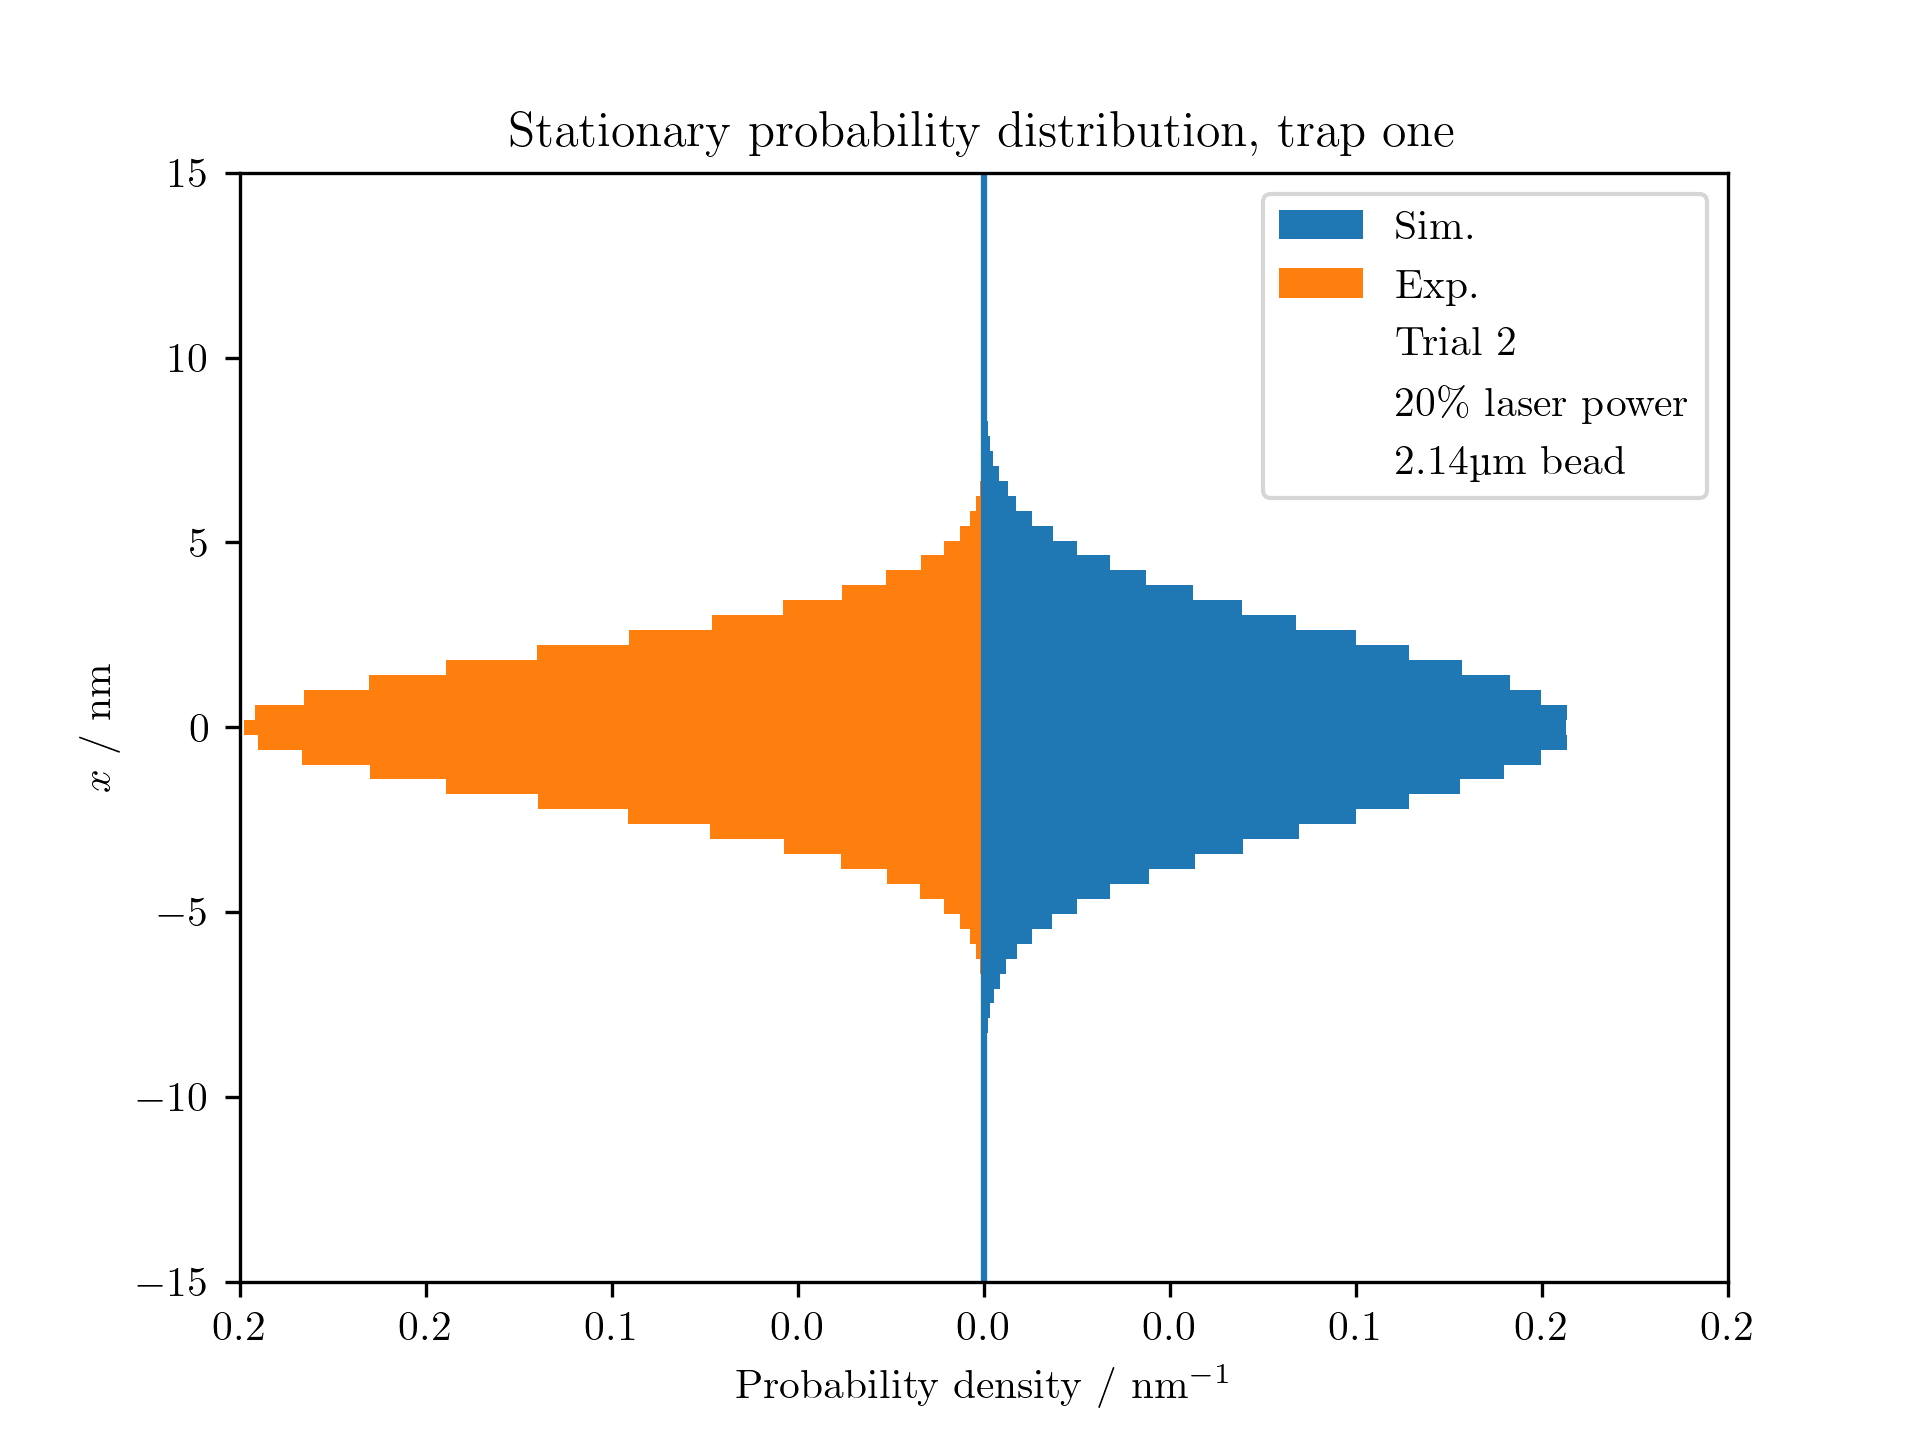 Stationary probability distribution, trap one
15
10
5
0
−5
−10
−15
x / nm
Sim.
Exp.
Trial 2
20% laser power
2.14µm bead
0.2 0.2 0.1 0.0 0.0 0.0 0.1 0.2 0.2
Probability density / nm⁻¹